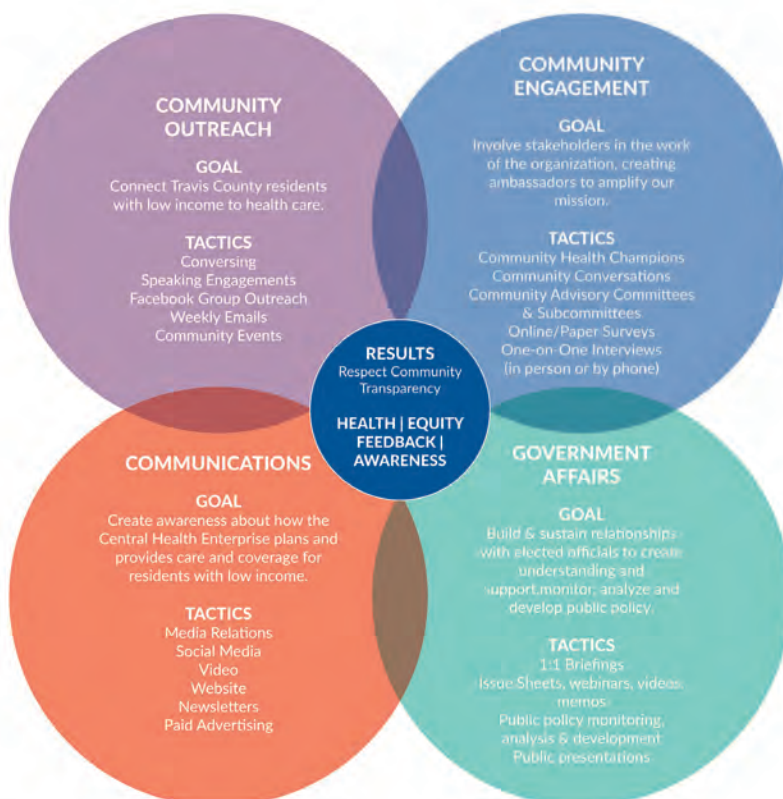 COMMUNITY
OUTREACH
GOAL
Connect Travis County residents
with low income to health care.
TACTICS
Conversing
Speaking Engagements
Facebook Group Outreach
Weekly Emails
Community Events
COMMUNITY
ENGAGEMENT
GOAL
Involve stakeholders in the work
of the organization, creating
ambassadors to amplify our
mission.
TACTICS
Community Health Champions
Community Conversations
Community Advisory Committees
& Subcommittees
Online/Paper Surveys
One-on-One Interviews
(in person or by phone)
RESULTS
Respect Community
Transparency
HEALTH | EQUITY
FEEDBACK |
AWARENESS
COMMUNICATIONS
GOAL
Create awareness about how the
Central Health Enterprise plans and
provides care and coverage for
residents with low income.
TACTICS
Media Relations
Social Media
Video
Website
Newsletters
Paid Advertising
GOVERNMENT
AFFAIRS
GOAL
Build & sustain relationships
with elected officials to create
understanding and
support.monitor, analyze and
develop public policy.
TACTICS
1:1 Briefings
Issue Sheets, webinars, videos,
memos
Public policy monitoring,
analysis & development
Public presentations